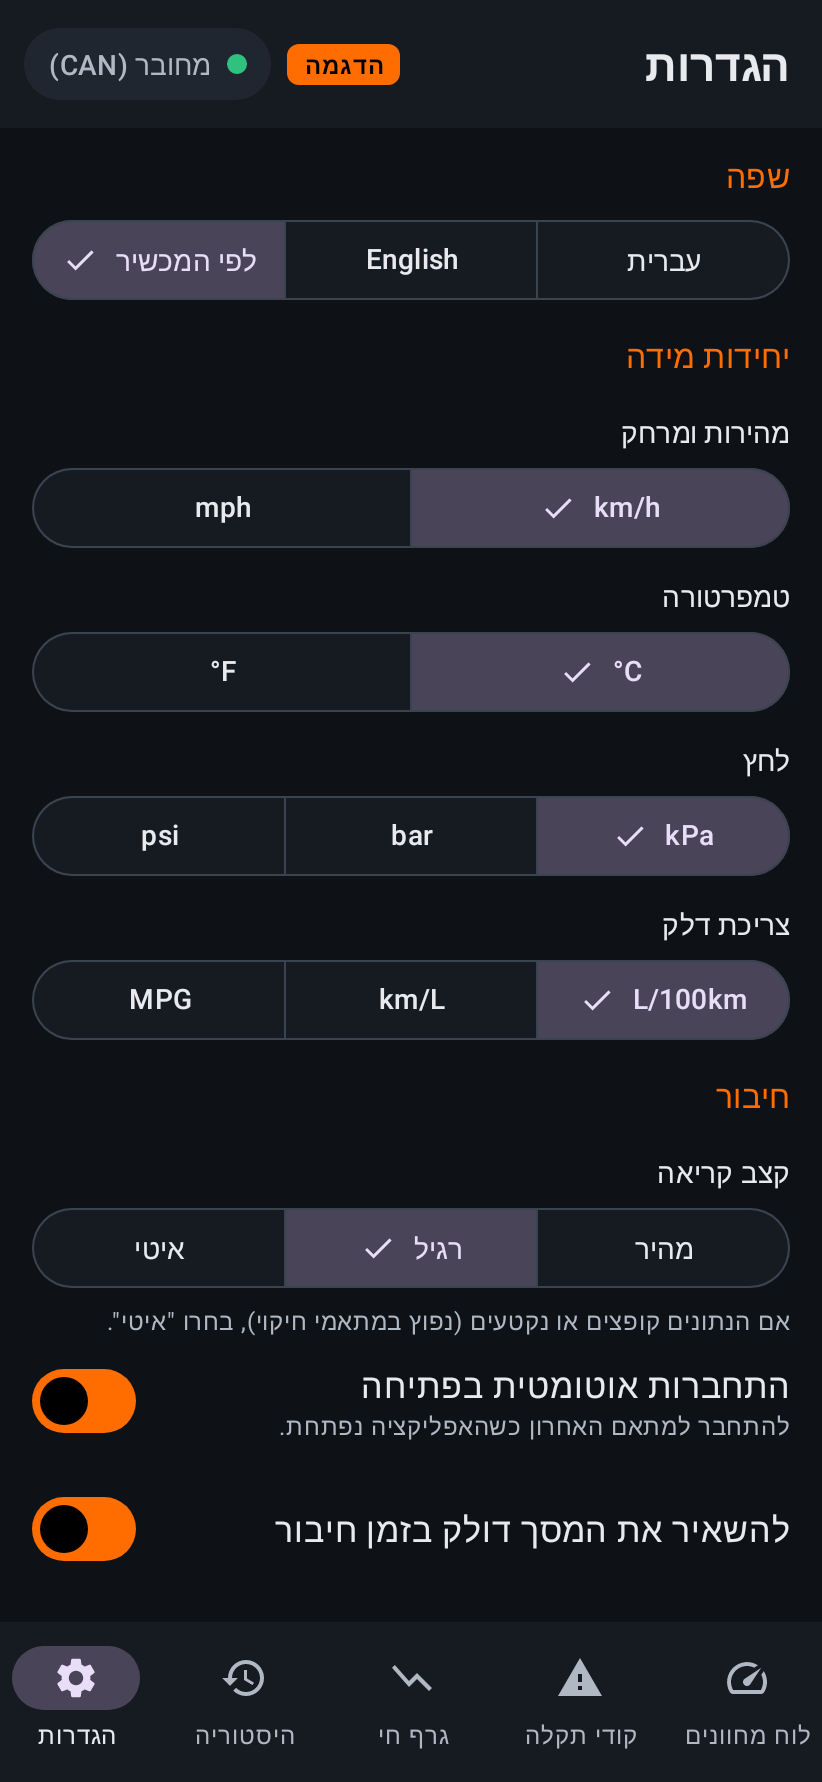 הגדרות
הדגמה
מחובר (CAN)
שפה
עברית
English
לפי המכשיר
יחידות מידה
מהירות ומרחק
km/h
mph
טמפרטורה
°C
°F
לחץ
kPa
bar
psi
צריכת דלק
L/100km
km/L
MPG
חיבור
קצב קריאה
מהיר
רגיל
איטי
אם הנתונים קופצים או נקטעים (נפוץ במתאמי חיקוי), בחרו "איטי".
התחברות אוטומטית בפתיחה
להתחבר למתאם האחרון כשהאפליקציה נפתחת.
להשאיר את המסך דולק בזמן חיבור
לוח מחוונים
קודי תקלה
גרף חי
היסטוריה
הגדרות